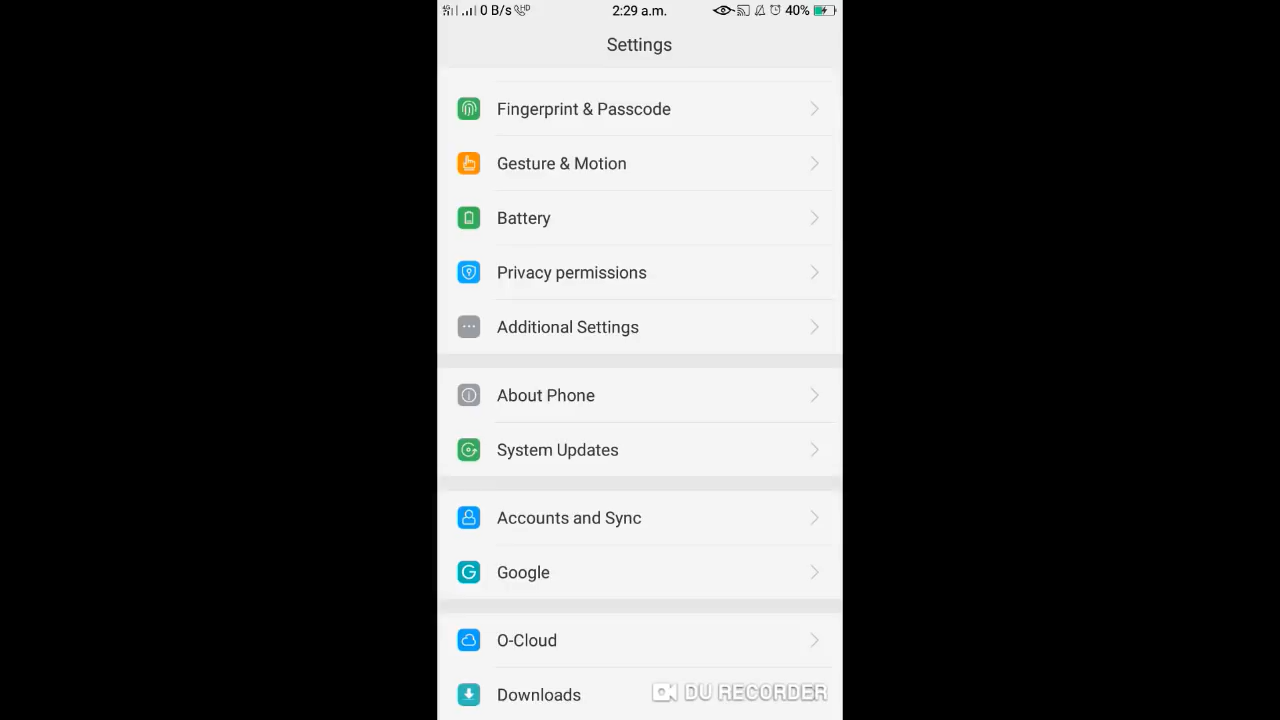 0 B/s HD 2:29 a.m. 40%
Settings
Fingerprint & Passcode
Gesture & Motion
Battery
Privacy permissions
Additional Settings
About Phone
System Updates
Accounts and Sync
Google
O-Cloud
Downloads
DU RECORDER